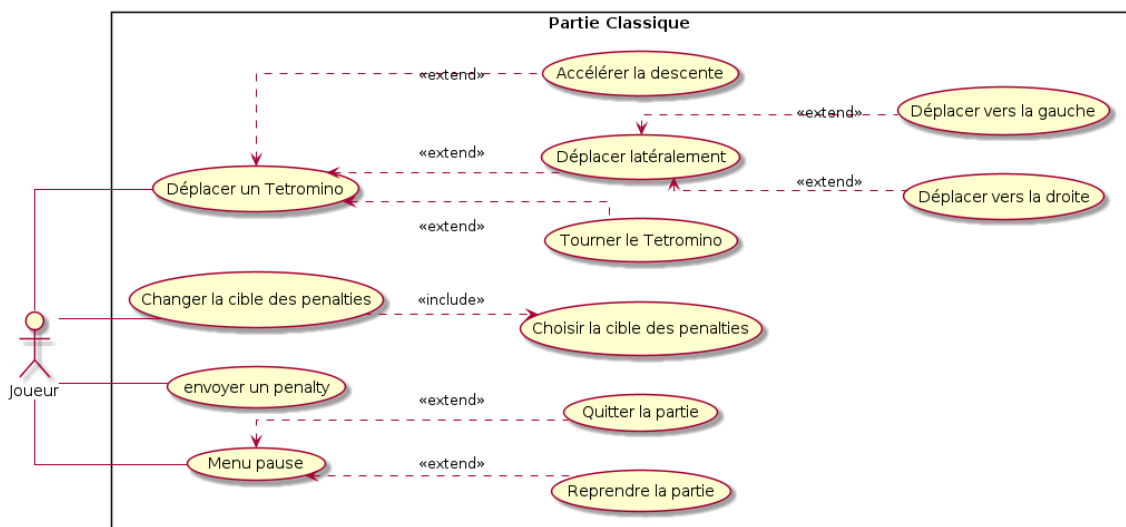 Partie Classique
«extend»
Accélérer la descente
«extend»
Déplacer vers la gauche
«extend»
Déplacer latéralement
Déplacer un Tetromino
«extend»
Déplacer vers la droite
«extend»
Tourner le Tetromino
Changer la cible des penalties
«include»
Choisir la cible des penalties
Joueur
envoyer un penalty
«extend»
Quitter la partie
Menu pause
«extend»
Reprendre la partie